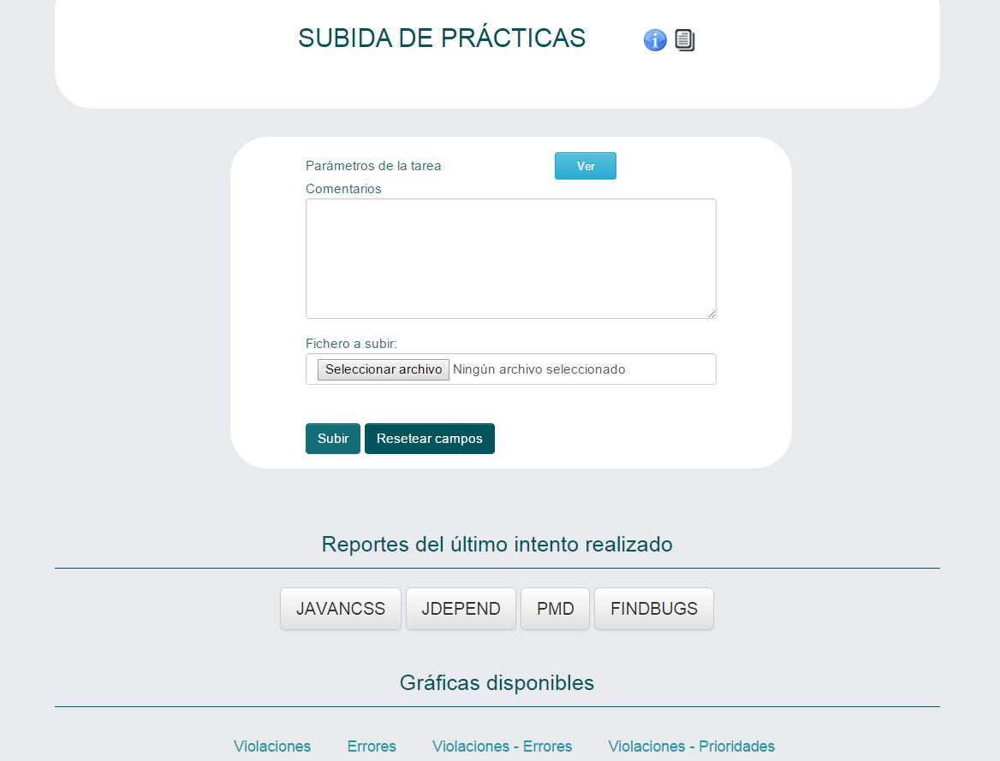 SUBIDA DE PRÁCTICAS
Parámetros de la tarea Ver
Comentarios
Fichero a subir:
Seleccionar archivo Ningún archivo seleccionado
Subir Resetear campos
Reportes del último intento realizado
JAVANCSS JDEPEND PMD FINDBUGS
Gráficas disponibles
Violaciones Errores Violaciones - Errores Violaciones - Prioridades